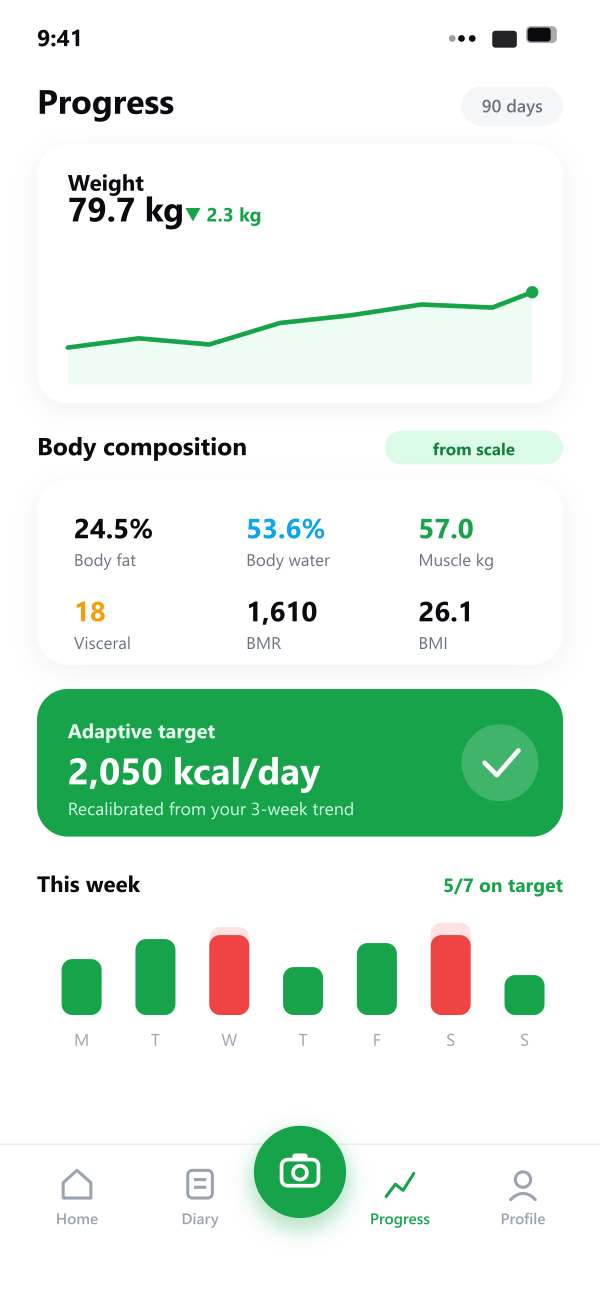 9:41
Progress
90 days
Weight
79.7 kg ▼ 2.3 kg
Body composition
from scale
24.5% 53.6% 57.0
Body fat Body water Muscle kg
18 1,610 26.1
Visceral BMR BMI
Adaptive target
2,050 kcal/day
Recalibrated from your 3-week trend
This week
5/7 on target
M T W T F S S
Home Diary Progress Profile